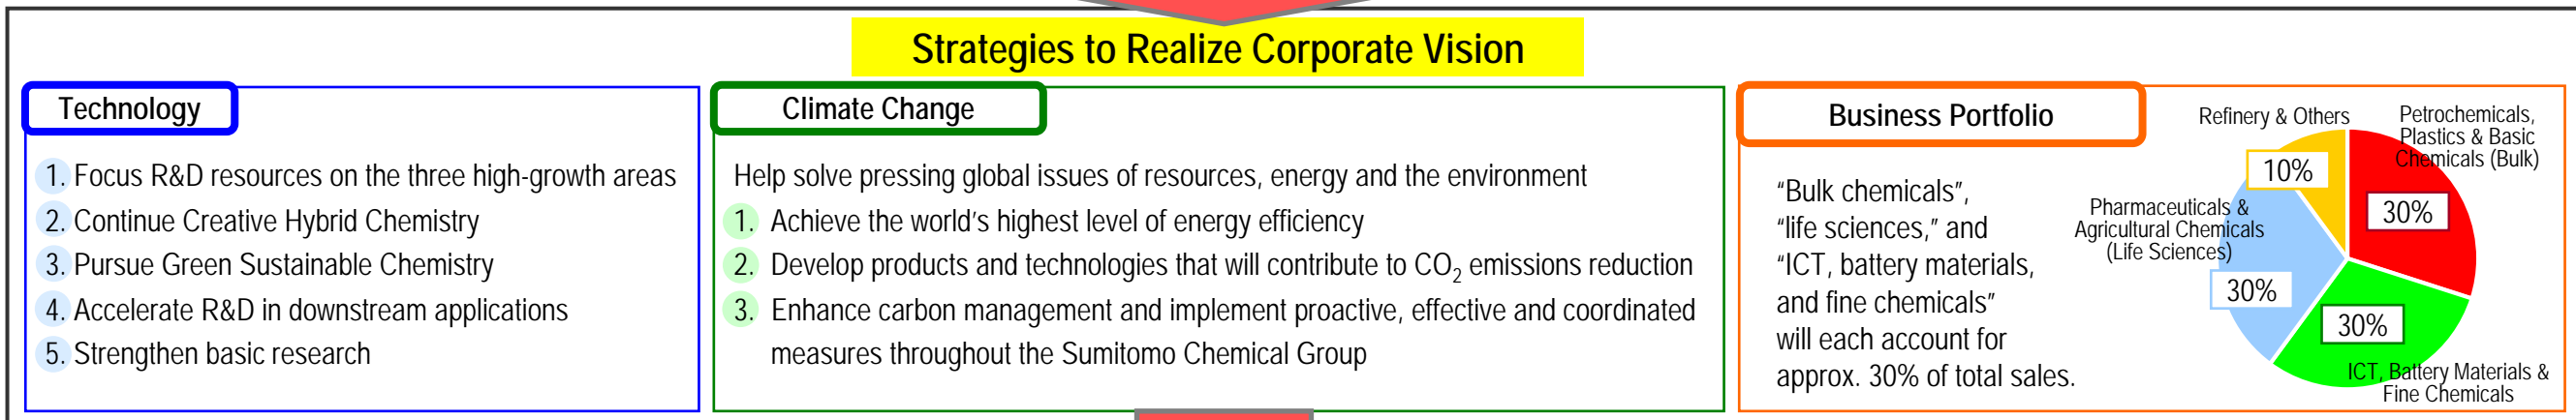 Strategies to Realize Corporate Vision
Technology
1. Focus R&D resources on the three high-growth areas
2. Continue Creative Hybrid Chemistry
3. Pursue Green Sustainable Chemistry
4. Accelerate R&D in downstream applications
5. Strengthen basic research
Climate Change
Help solve pressing global issues of resources, energy and the environment
1. Achieve the world's highest level of energy efficiency
2. Develop products and technologies that will contribute to CO₂ emissions reduction
3. Enhance carbon management and implement proactive, effective and coordinated
measures throughout the Sumitomo Chemical Group
Business Portfolio
“Bulk chemicals”,
“life sciences,” and
“ICT, battery materials,
and fine chemicals”
will each account for
approx. 30% of total sales.
Refinery & Others
10%
Petrochemicals,
Plastics & Basic
Chemicals (Bulk)
30%
Pharmaceuticals &
Agricultural Chemicals
(Life Sciences)
30%
30%
ICT, Battery Materials &
Fine Chemicals